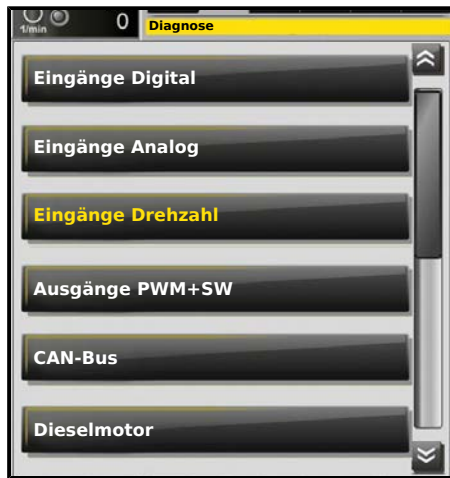 1/min
0
Diagnose
Eingänge Digital
Eingänge Analog
Eingänge Drehzahl
Ausgänge PWM+SW
CAN-Bus
Dieselmotor